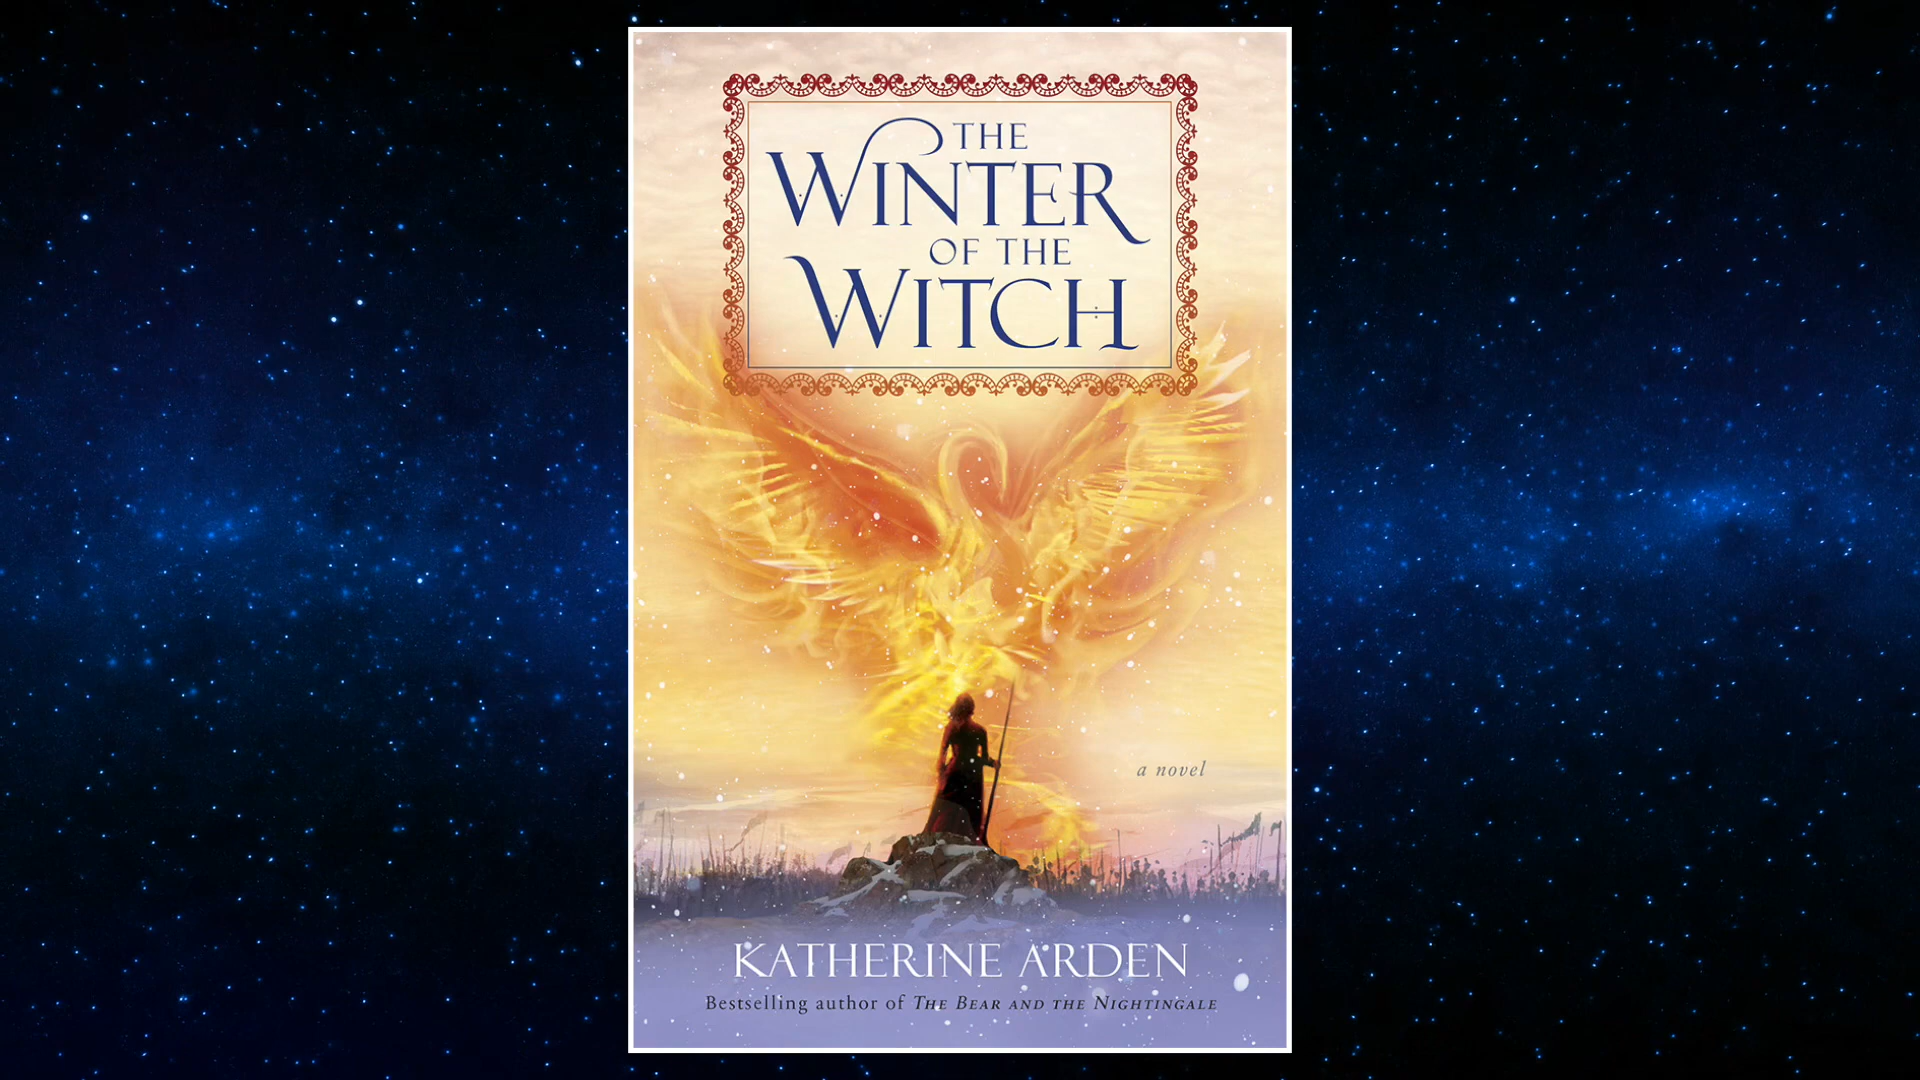 THE
WINTER
OF THE
WITCH
a novel
KATHERINE ARDEN
Bestselling author of THE BEAR AND THE NIGHTINGALE